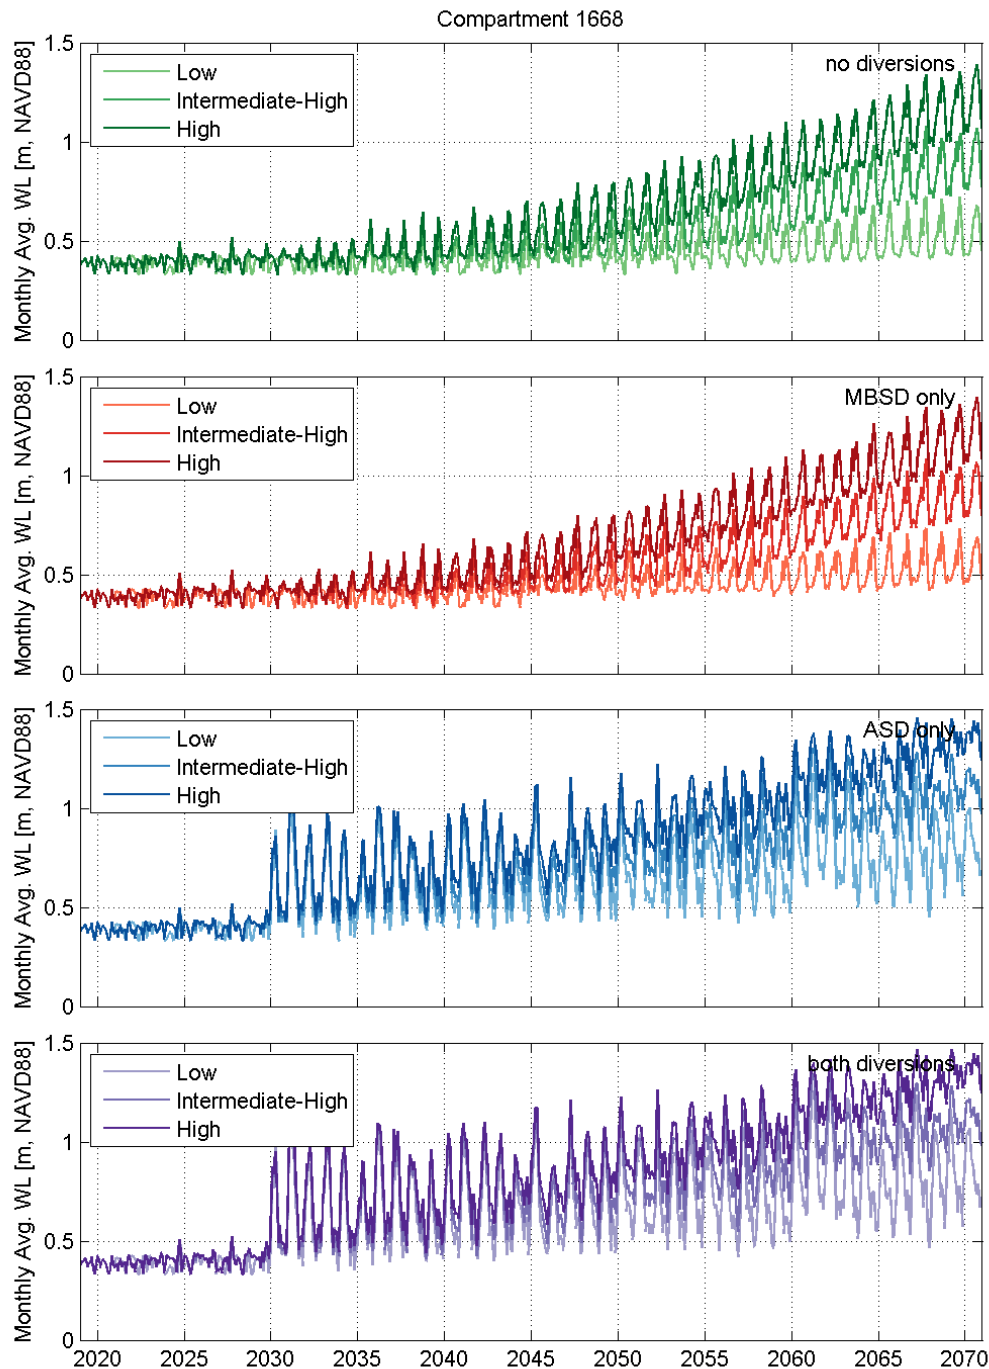 Compartment 1668
1.5
1
0.5
0
Monthly Avg. WL [m, NAVD88]
Low
Intermediate-High
High
no diversions
1.5
1
0.5
0
Monthly Avg. WL [m, NAVD88]
Low
Intermediate-High
High
MBSD only
1.5
1
0.5
0
Monthly Avg. WL [m, NAVD88]
Low
Intermediate-High
High
ASD only
1.5
1
0.5
0
Monthly Avg. WL [m, NAVD88]
Low
Intermediate-High
High
both diversions
2020 2025 2030 2035 2040 2045 2050 2055 2060 2065 2070